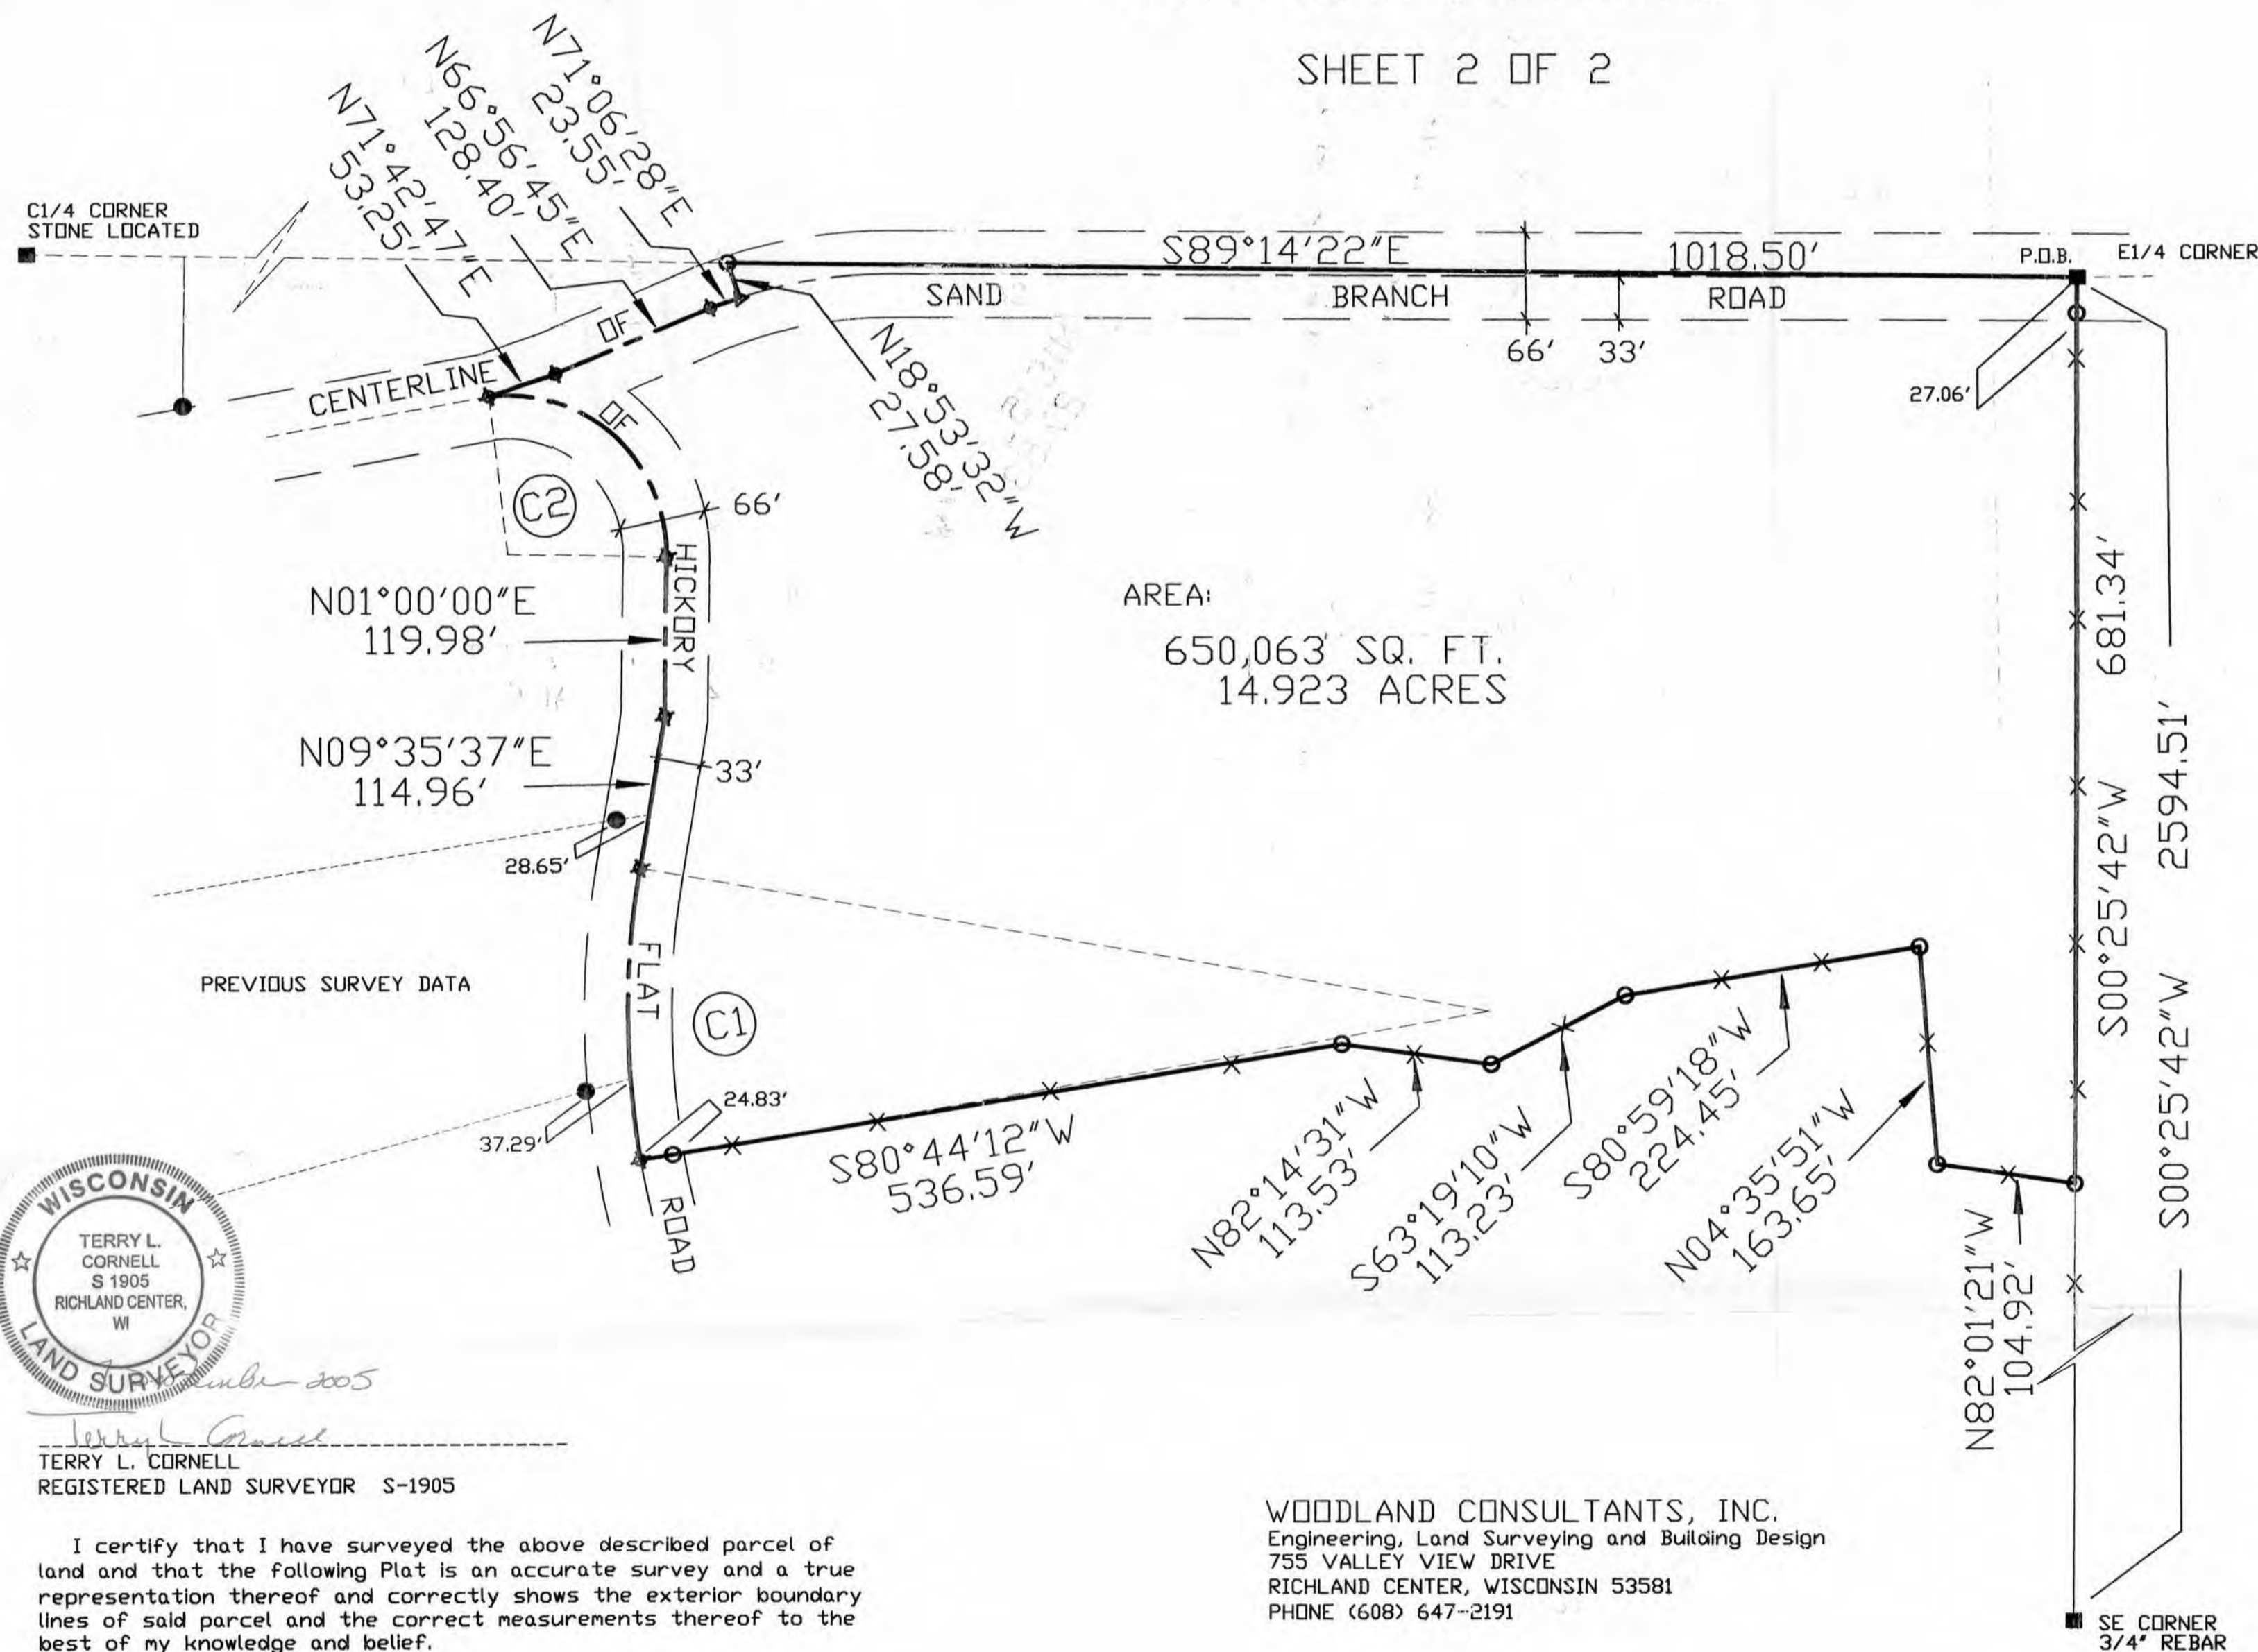 SHEET 2 OF 2
N71°42'47"E
53.25'
N66°56'45"E
128.40'
N71°06'28"E
23.55'
C1/4 CORNER
STONE LOCATED
S89°14'22"E 1018.50'
P.O.B. E1/4 CORNER
SAND BRANCH ROAD
66' 33'
27.06'
CENTERLINE OF
OF
N18°53'32"W
27.58'
C2
66'
HICKORY
N01°00'00"E
119.98'
AREA:
650,063 SQ. FT.
14.923 ACRES
681.34'
S00°25'42"W
2594.51'
S00°25'42"W
N09°35'37"E
114.96'
33'
28.65'
PREVIOUS SURVEY DATA
FLAT
C1
24.83'
37.29'
ROAD
S80°44'12"W
536.59'
N82°14'31"W
113.53'
S63°19'10"W
113.23'
S80°59'18"W
224.45'
N04°35'51"W
163.65'
N82°01'21"W
104.92'
WISCONSIN
TERRY L.
CORNELL
S 1905
RICHLAND CENTER,
WI
LAND SURVEYOR
2005
Terry L Cornell
TERRY L. CORNELL
REGISTERED LAND SURVEYOR S-1905
I certify that I have surveyed the above described parcel of
land and that the following Plat is an accurate survey and a true
representation thereof and correctly shows the exterior boundary
lines of said parcel and the correct measurements thereof to the
best of my knowledge and belief.
WOODLAND CONSULTANTS, INC.
Engineering, Land Surveying and Building Design
755 VALLEY VIEW DRIVE
RICHLAND CENTER, WISCONSIN 53581
PHONE (608) 647-2191
SE CORNER
3/4" REBAR